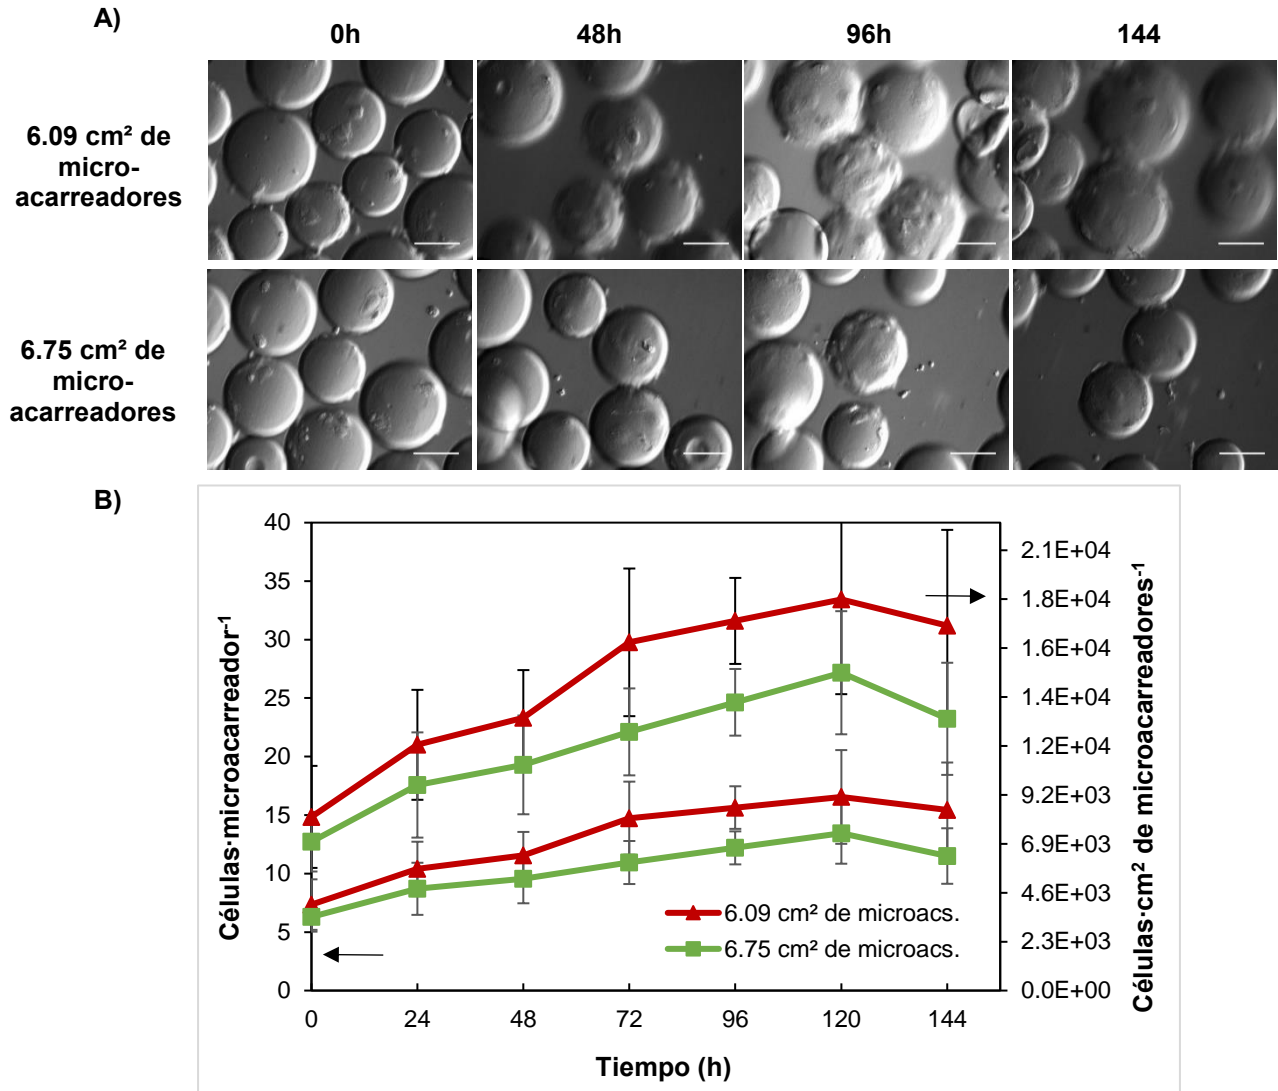 A)
0h
48h
96h
144
6.09 cm² de
micro-
acarreadores
6.75 cm² de
micro-
acarreadores
B)
40
35
30
25
20
15
10
5
0
Células·microacarreador⁻¹
2.1E+04
1.8E+04
1.6E+04
1.4E+04
1.2E+04
9.2E+03
6.9E+03
4.6E+03
2.3E+03
0.0E+00
Células·cm² de microacarreadores⁻¹
6.09 cm² de microacs.
6.75 cm² de microacs.
0 24 48 72 96 120 144
Tiempo (h)